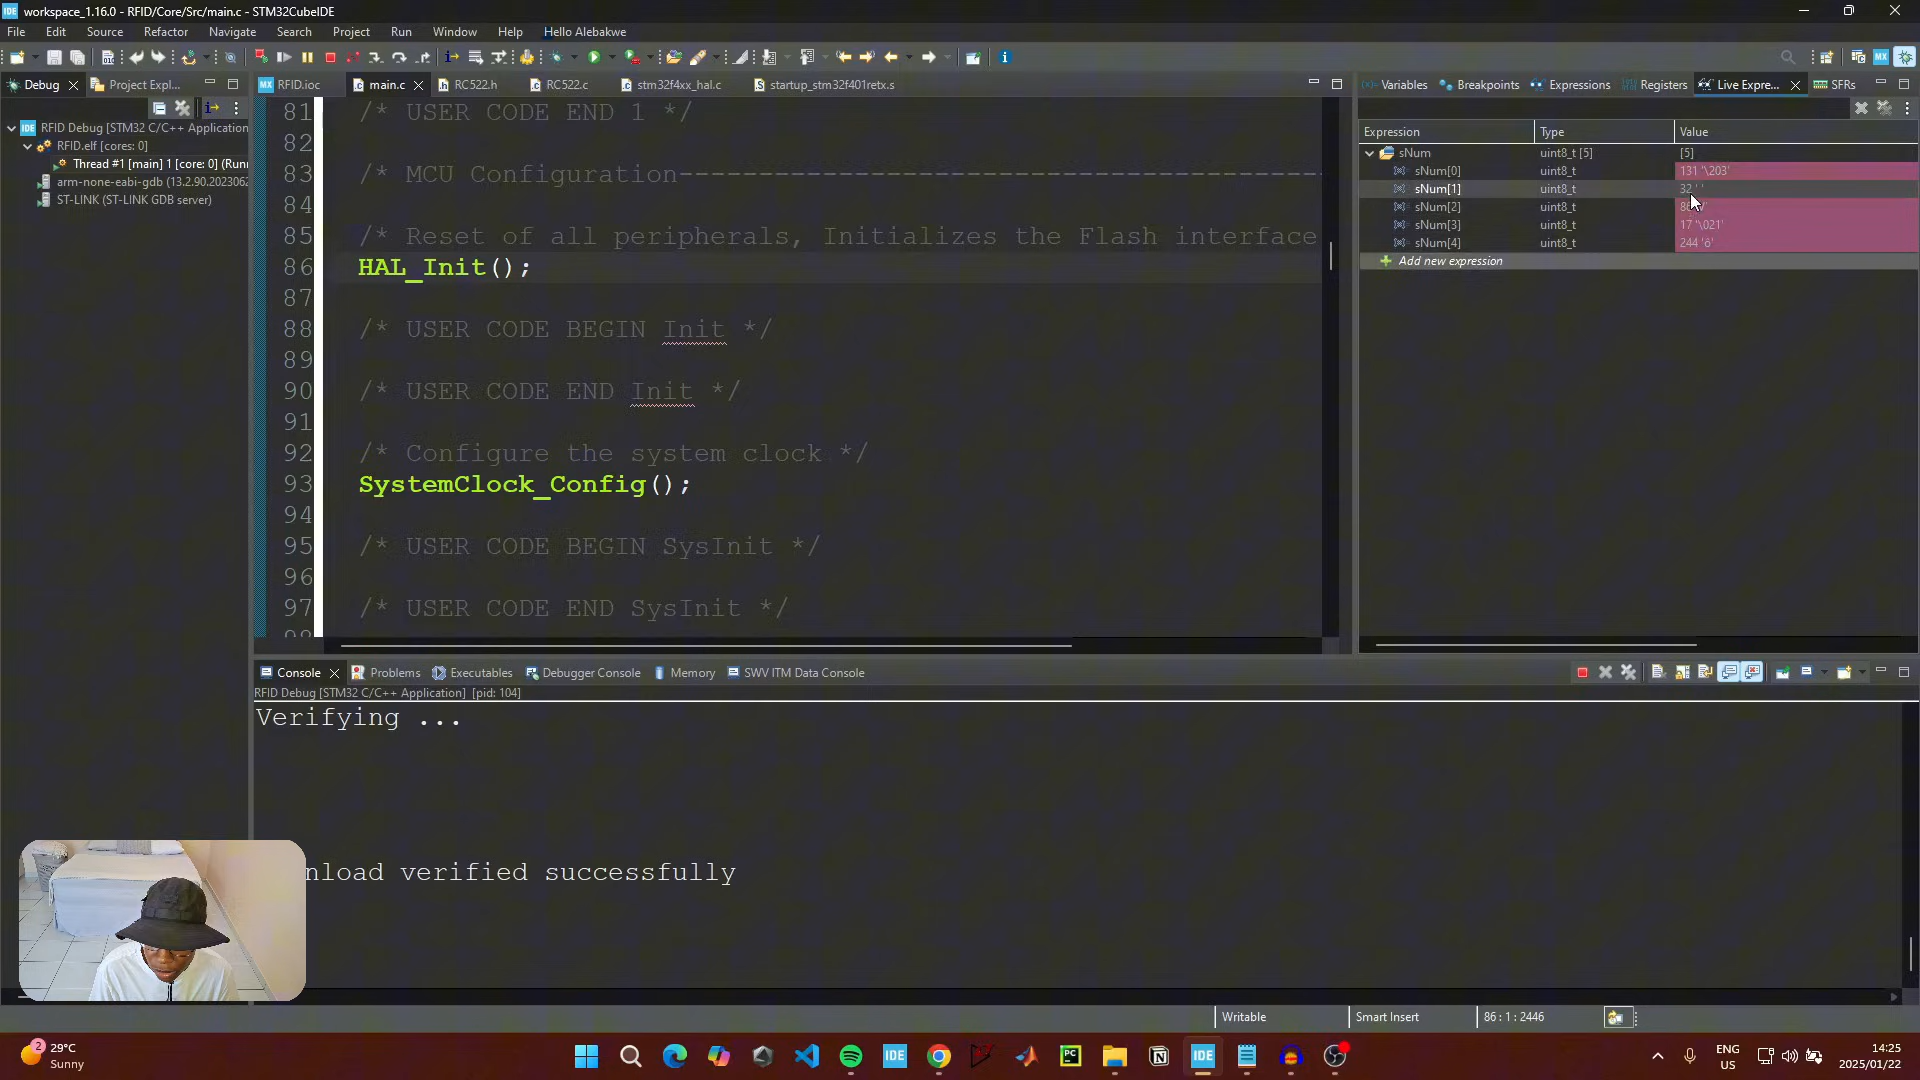 workspace_1.16.0 - RFID/Core/Src/main.c - STM32CubeIDE
File Edit Source Refactor Navigate Search Project Run Window Help Hello Alebakwe
Debug Project Expl...
RFID.ioc main.c RC522.h RC522.c stm32f4xx_hal.c startup_stm32f401retx.s
Variables Breakpoints Expressions Registers Live Expre... SFRs
RFID Debug [STM32 C/C++ Application
RFID.elf [cores: 0]
Thread #1 [main] 1 [core: 0] (Runn
arm-none-eabi-gdb (13.2.90.2023062
ST-LINK (ST-LINK GDB server)
81 /* USER CODE END 1 */
82
83 /* MCU Configuration----------------------------------------
84
85 /* Reset of all peripherals, Initializes the Flash interface
86 HAL_Init();
87
88 /* USER CODE BEGIN Init */
89
90 /* USER CODE END Init */
91
92 /* Configure the system clock */
93 SystemClock_Config();
94
95 /* USER CODE BEGIN SysInit */
96
97 /* USER CODE END SysInit */
98
Expression Type Value
sNum uint8_t [5] [5]
sNum[0] uint8_t 131 '\203'
sNum[1] uint8_t 32 ' '
sNum[2] uint8_t
sNum[3] uint8_t 17 '\021'
sNum[4] uint8_t 244 'ô'
Add new expression
Console Problems Executables Debugger Console Memory SWV ITM Data Console
RFID Debug [STM32 C/C++ Application] [pid: 104]
Verifying ...
nload verified successfully
Writable Smart Insert 86 : 1 : 2446
2 29°C
Sunny
ENG
US
14:25
2025/01/22